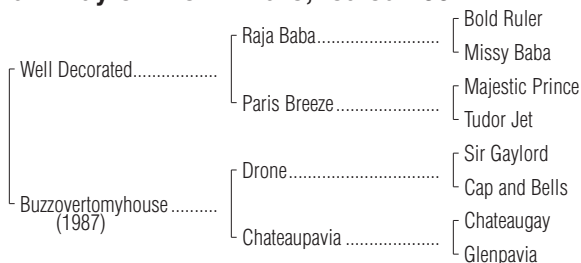 Bold Ruler
Raja Baba
Missy Baba
Well Decorated
Majestic Prince
Paris Breeze
Tudor Jet
Sir Gaylord
Drone
Cap and Bells
Buzzovertomyhouse
(1987)
Chateaugay
Chateaupavia
Glenpavia